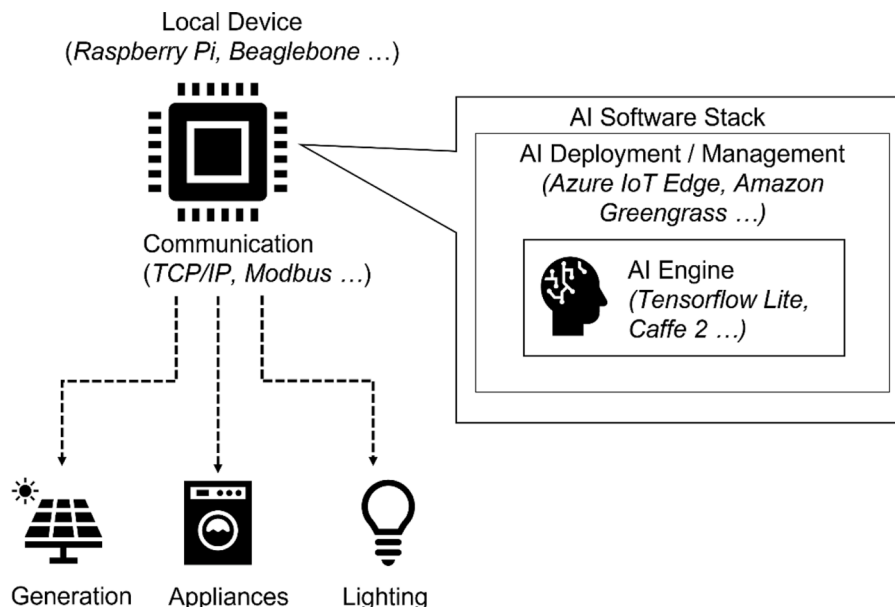 Local Device
(Raspberry Pi, Beaglebone …)
AI Software Stack
AI Deployment / Management
(Azure IoT Edge, Amazon
Greengrass …)
AI Engine
(Tensorflow Lite,
Caffe 2 …)
Communication
(TCP/IP, Modbus …)
Generation
Appliances
Lighting